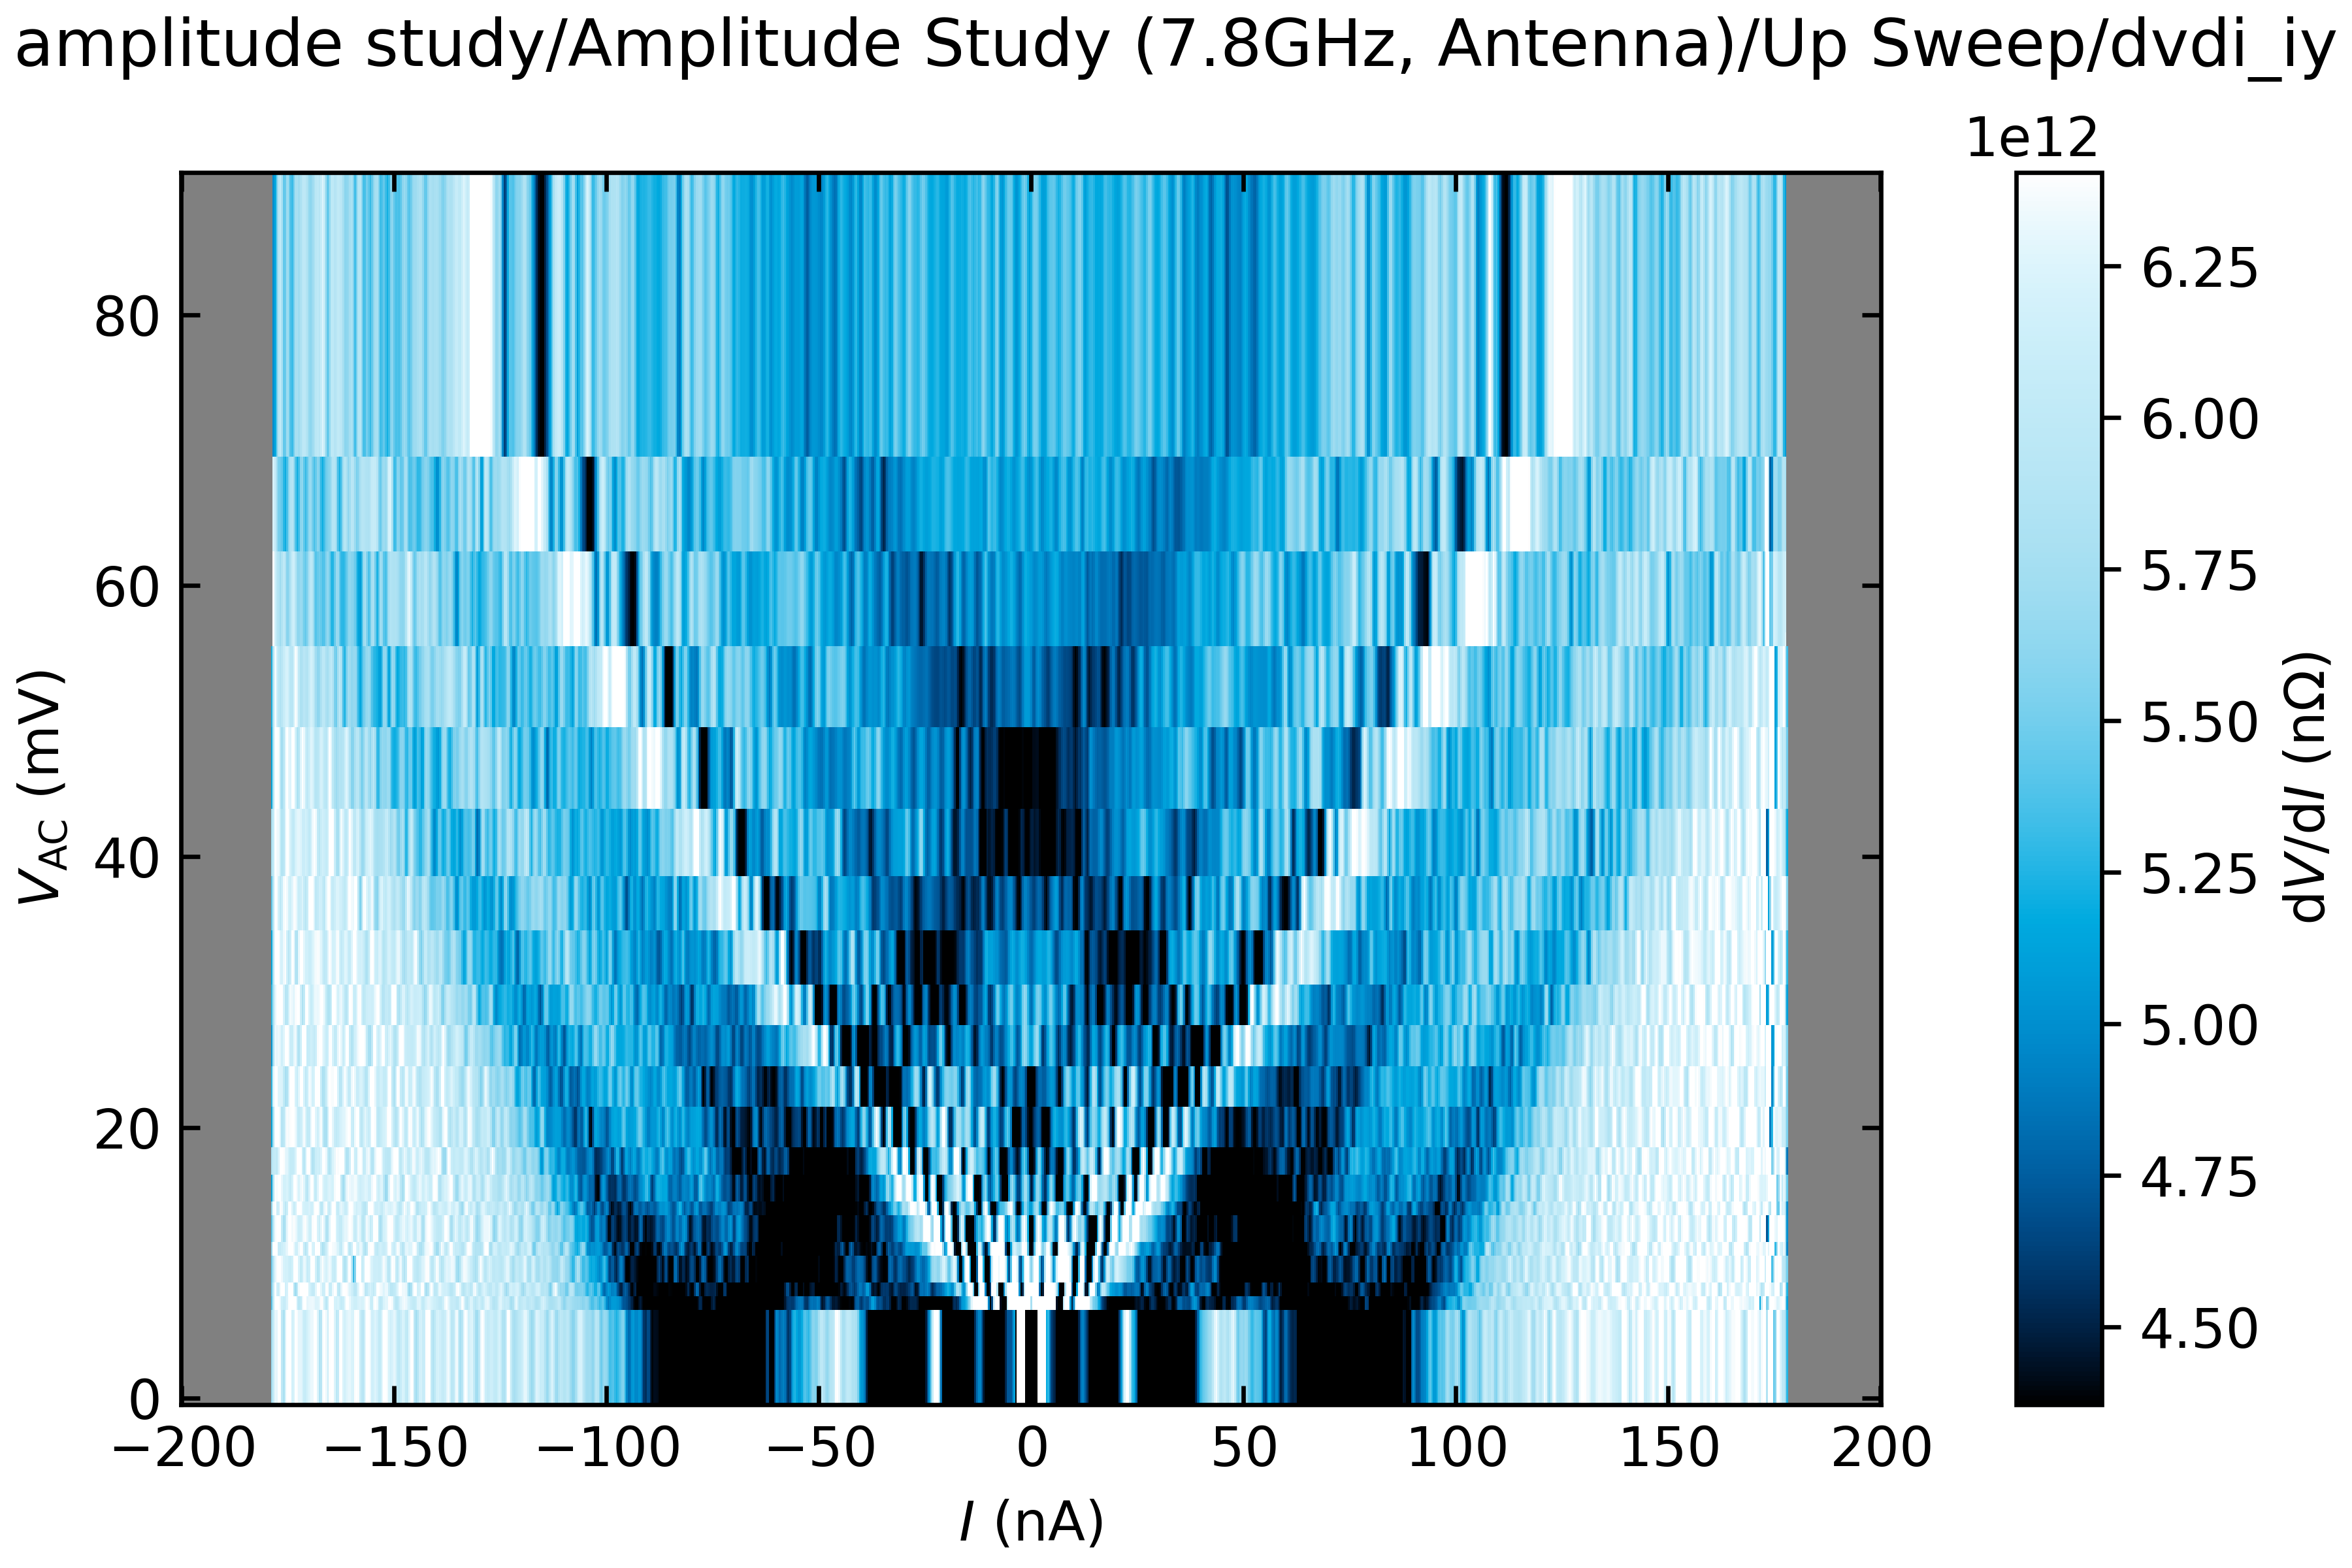 amplitude study/Amplitude Study (7.8GHz, Antenna)/Up Sweep/dvdi_iy
1e12
6.25
6.00
5.75
5.50
5.25
5.00
4.75
4.50
dV/dI (nΩ)
80
60
40
20
0
V_AC (mV)
−200 −150 −100 −50 0 50 100 150 200
I (nA)